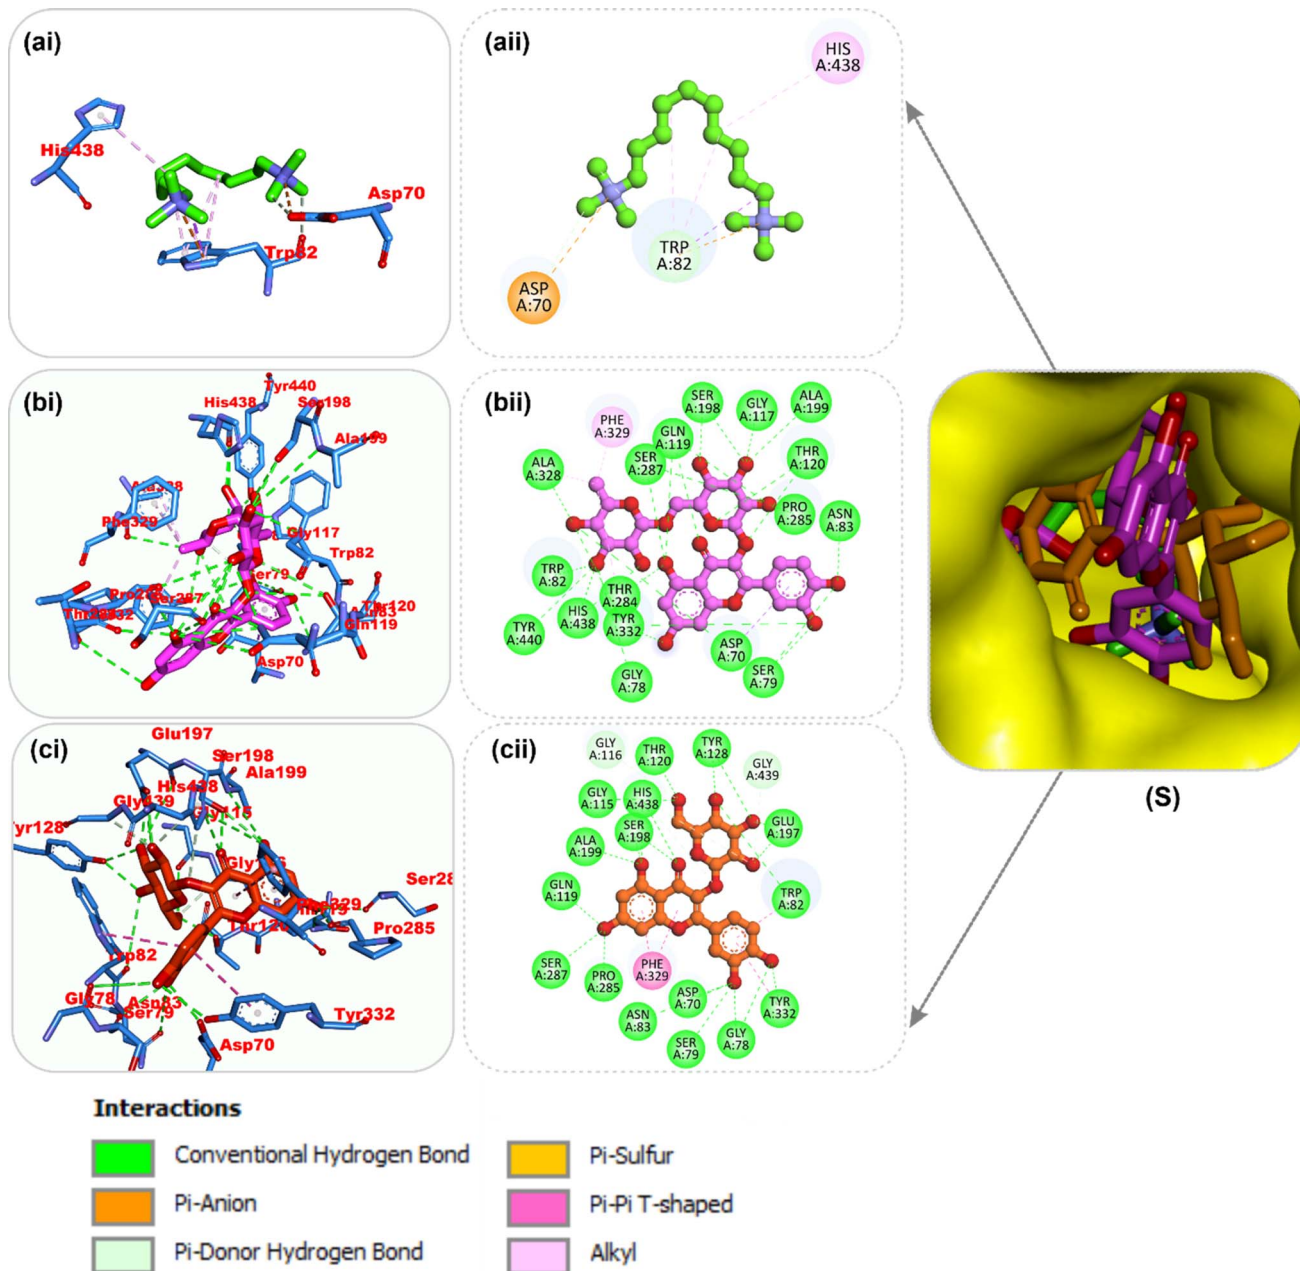 (ai)
His438
Asp70
Trp82
(aii)
HIS
A:438
TRP
A:82
ASP
A:70
(bi)
Tyr440
His438
Ser198
Ala199
Phe329
Gly117
Trp82
Ser79
Asp70
Gln119
(bii)
PHE
A:329
SER
A:198
GLY
A:117
ALA
A:199
GLN
A:119
SER
A:287
ALA
A:328
THR
A:120
PRO
A:285
ASN
A:83
TRP
A:82
TYR
A:440
HIS
A:438
THR
A:284
TYR
A:332
GLY
A:78
ASP
A:70
SER
A:79
(S)
(ci)
Glu197
Ser198
Ala199
His438
Gly439
Tyr128
Ser28
Phe329
Pro285
Trp82
Gly78
Asn83
Ser79
Tyr332
Asp70
(cii)
GLY
A:116
THR
A:120
TYR
A:128
GLY
A:439
GLY
A:115
HIS
A:438
SER
A:198
GLU
A:197
ALA
A:199
GLN
A:119
TRP
A:82
SER
A:287
PRO
A:285
PHE
A:329
ASN
A:83
ASP
A:70
SER
A:79
GLY
A:78
TYR
A:332
Interactions
Conventional Hydrogen Bond
Pi-Anion
Pi-Donor Hydrogen Bond
Pi-Sulfur
Pi-Pi T-shaped
Alkyl